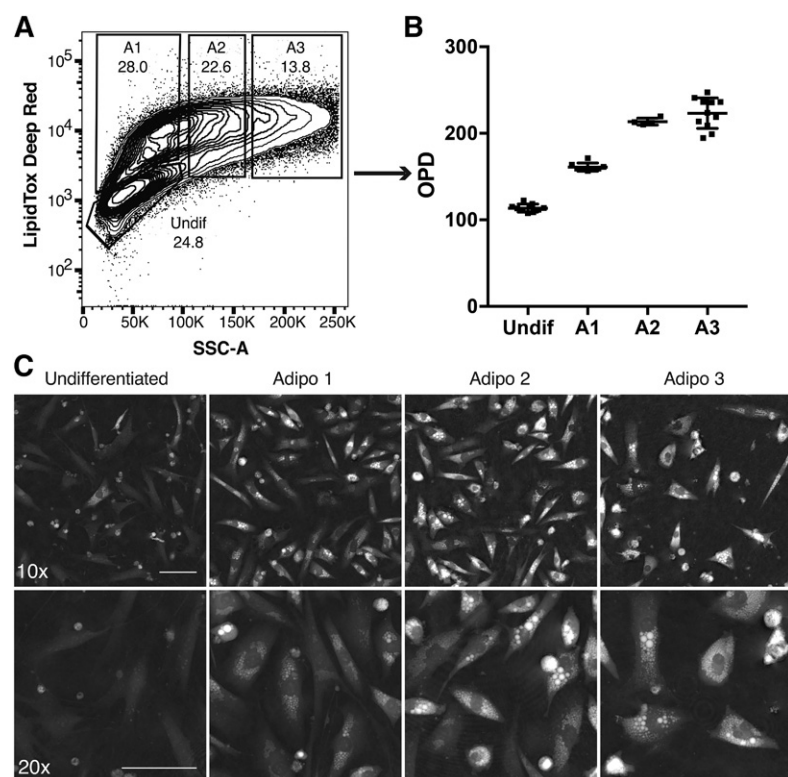 A
A1
28.0
A2
22.6
A3
13.8
10⁵
10⁴
10³
10²
LipidTox Deep Red
Undif
24.8
0 50K 100K 150K 200K 250K
SSC-A
B
300
200
100
0
OPD
Undif A1 A2 A3
C
Undifferentiated Adipo 1 Adipo 2 Adipo 3
10x
20x